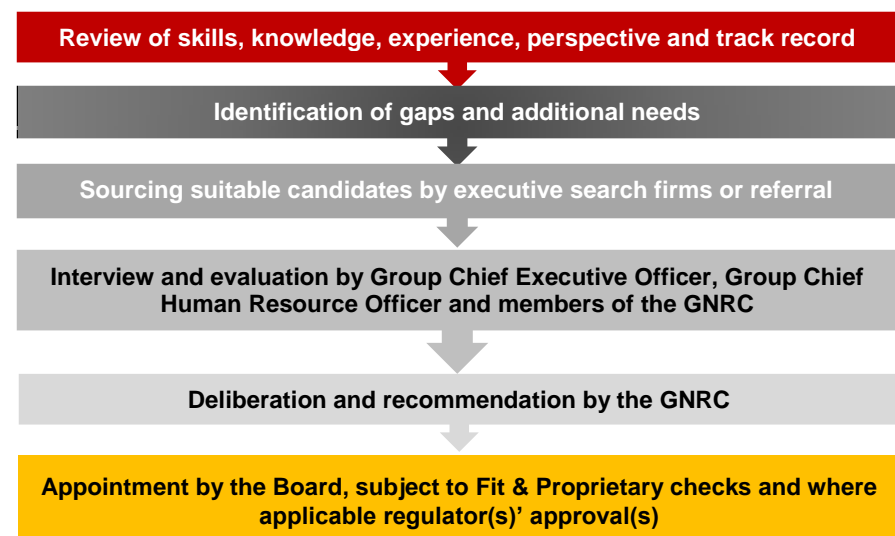 Review of skills, knowledge, experience, perspective and track record
Identification of gaps and additional needs
Sourcing suitable candidates by executive search firms or referral
Interview and evaluation by Group Chief Executive Officer, Group Chief
Human Resource Officer and members of the GNRC
Deliberation and recommendation by the GNRC
Appointment by the Board, subject to Fit & Proprietary checks and where
applicable regulator(s)’ approval(s)